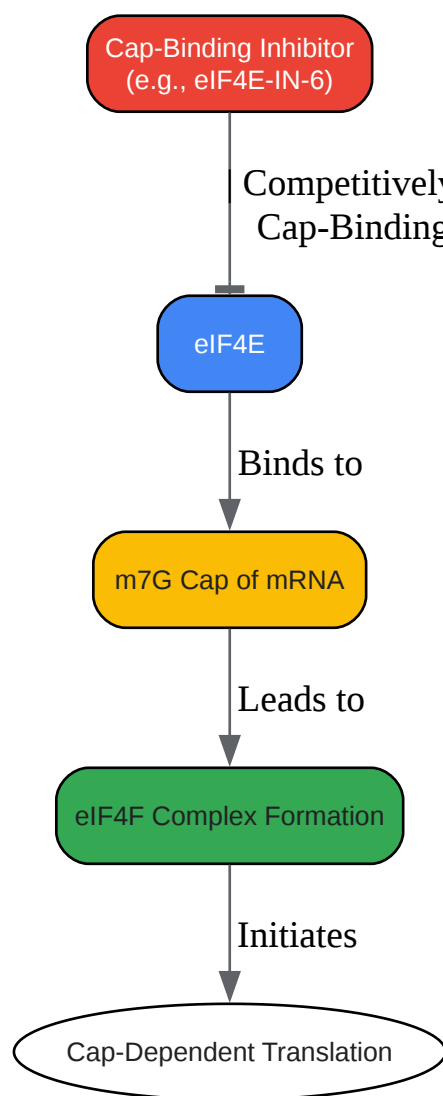 Cap-Binding Inhibitor
(e.g., eIF4E-IN-6)
| Competitively
Cap-Binding
eIF4E
Binds to
m7G Cap of mRNA
Leads to
eIF4F Complex Formation
Initiates
Cap-Dependent Translation